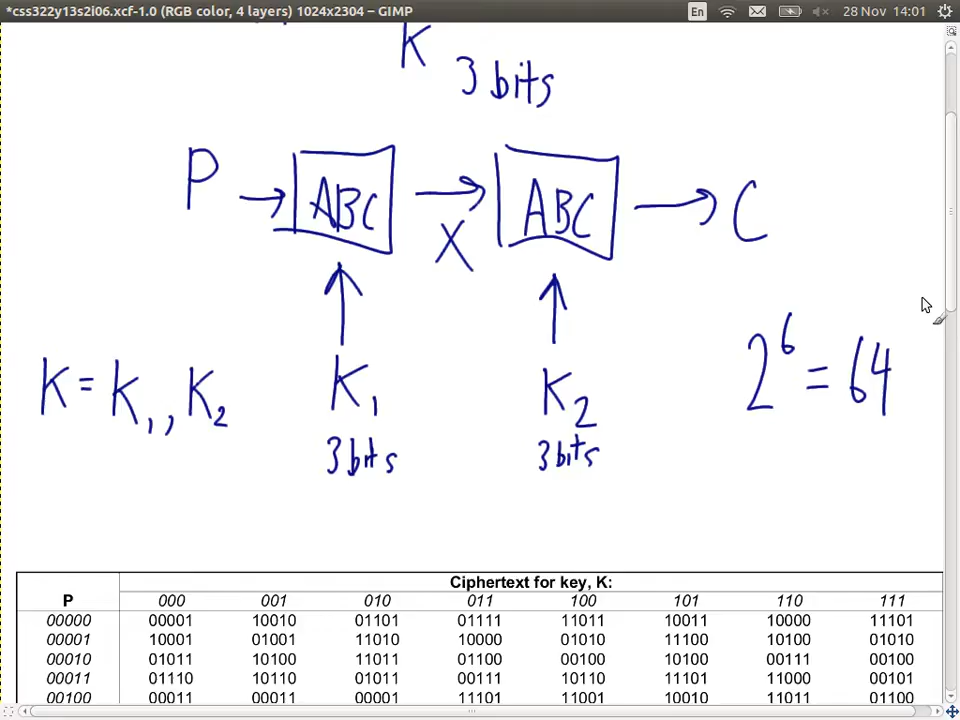 *css322y13s2i06.xcf-1.0 (RGB color, 4 layers) 1024x2304 – GIMP En 28 Nov 14:01
K
3 bits
P ABC X ABC C
K = K1, K2 K1 K2 2^6 = 64
3 bits 3 bits
Ciphertext for key, K:
P 000 001 010 011 100 101 110 111
00000 00001 10010 01101 01111 11011 10011 10000 11101
00001 10001 01001 11010 10000 01010 11100 10100 01010
00010 01011 10100 11011 01100 00100 10100 00111 00100
00011 01110 10110 01011 00111 10110 11101 11000 00101
00100 00011 00011 00001 11101 11001 10010 11011 01100